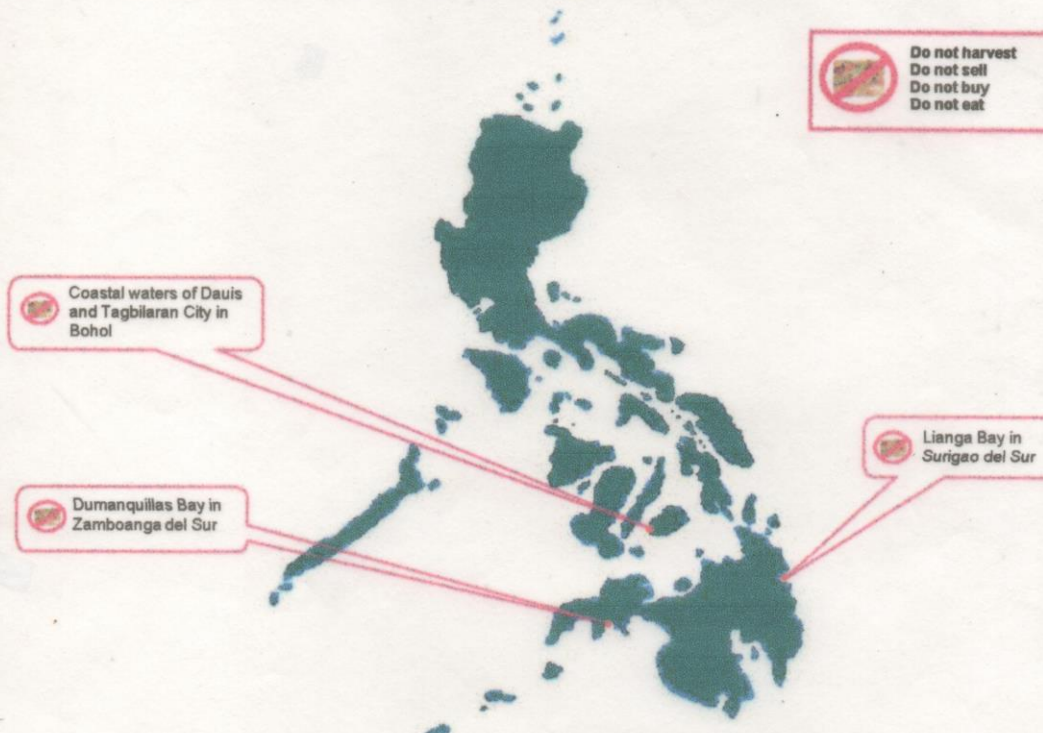 Do not harvest
Do not sell
Do not buy
Do not eat
Coastal waters of Dauis
and Tagbilaran City in
Bohol
Lianga Bay in
Surigao del Sur
Dumanquillas Bay in
Zamboanga del Sur